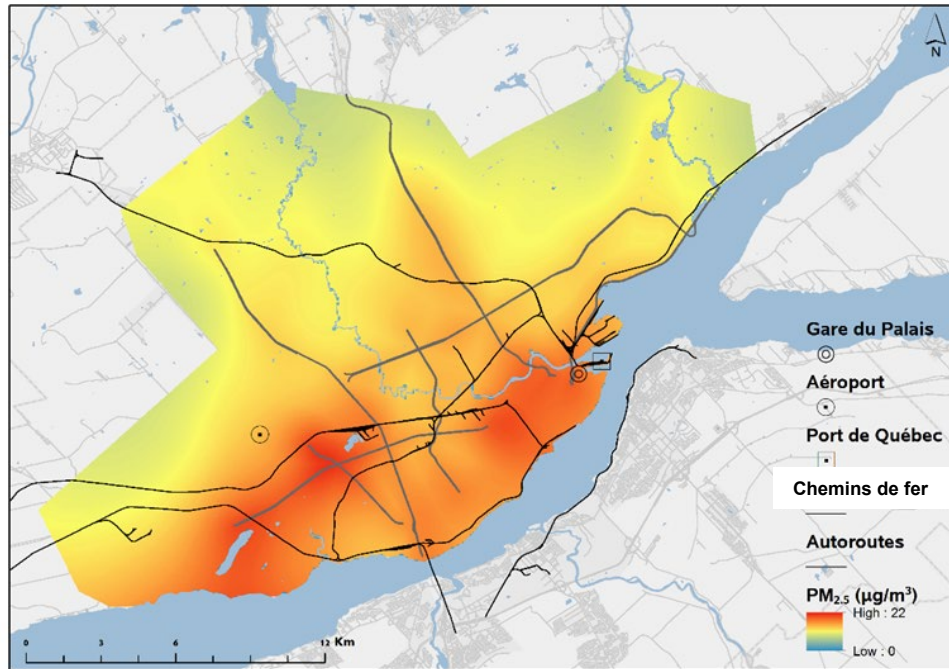 N
Gare du Palais
Aéroport
Port de Québec
Chemins de fer
Autoroutes
PM2.5 (µg/m³)
High : 22
Low : 0
0 3 6 12 Km